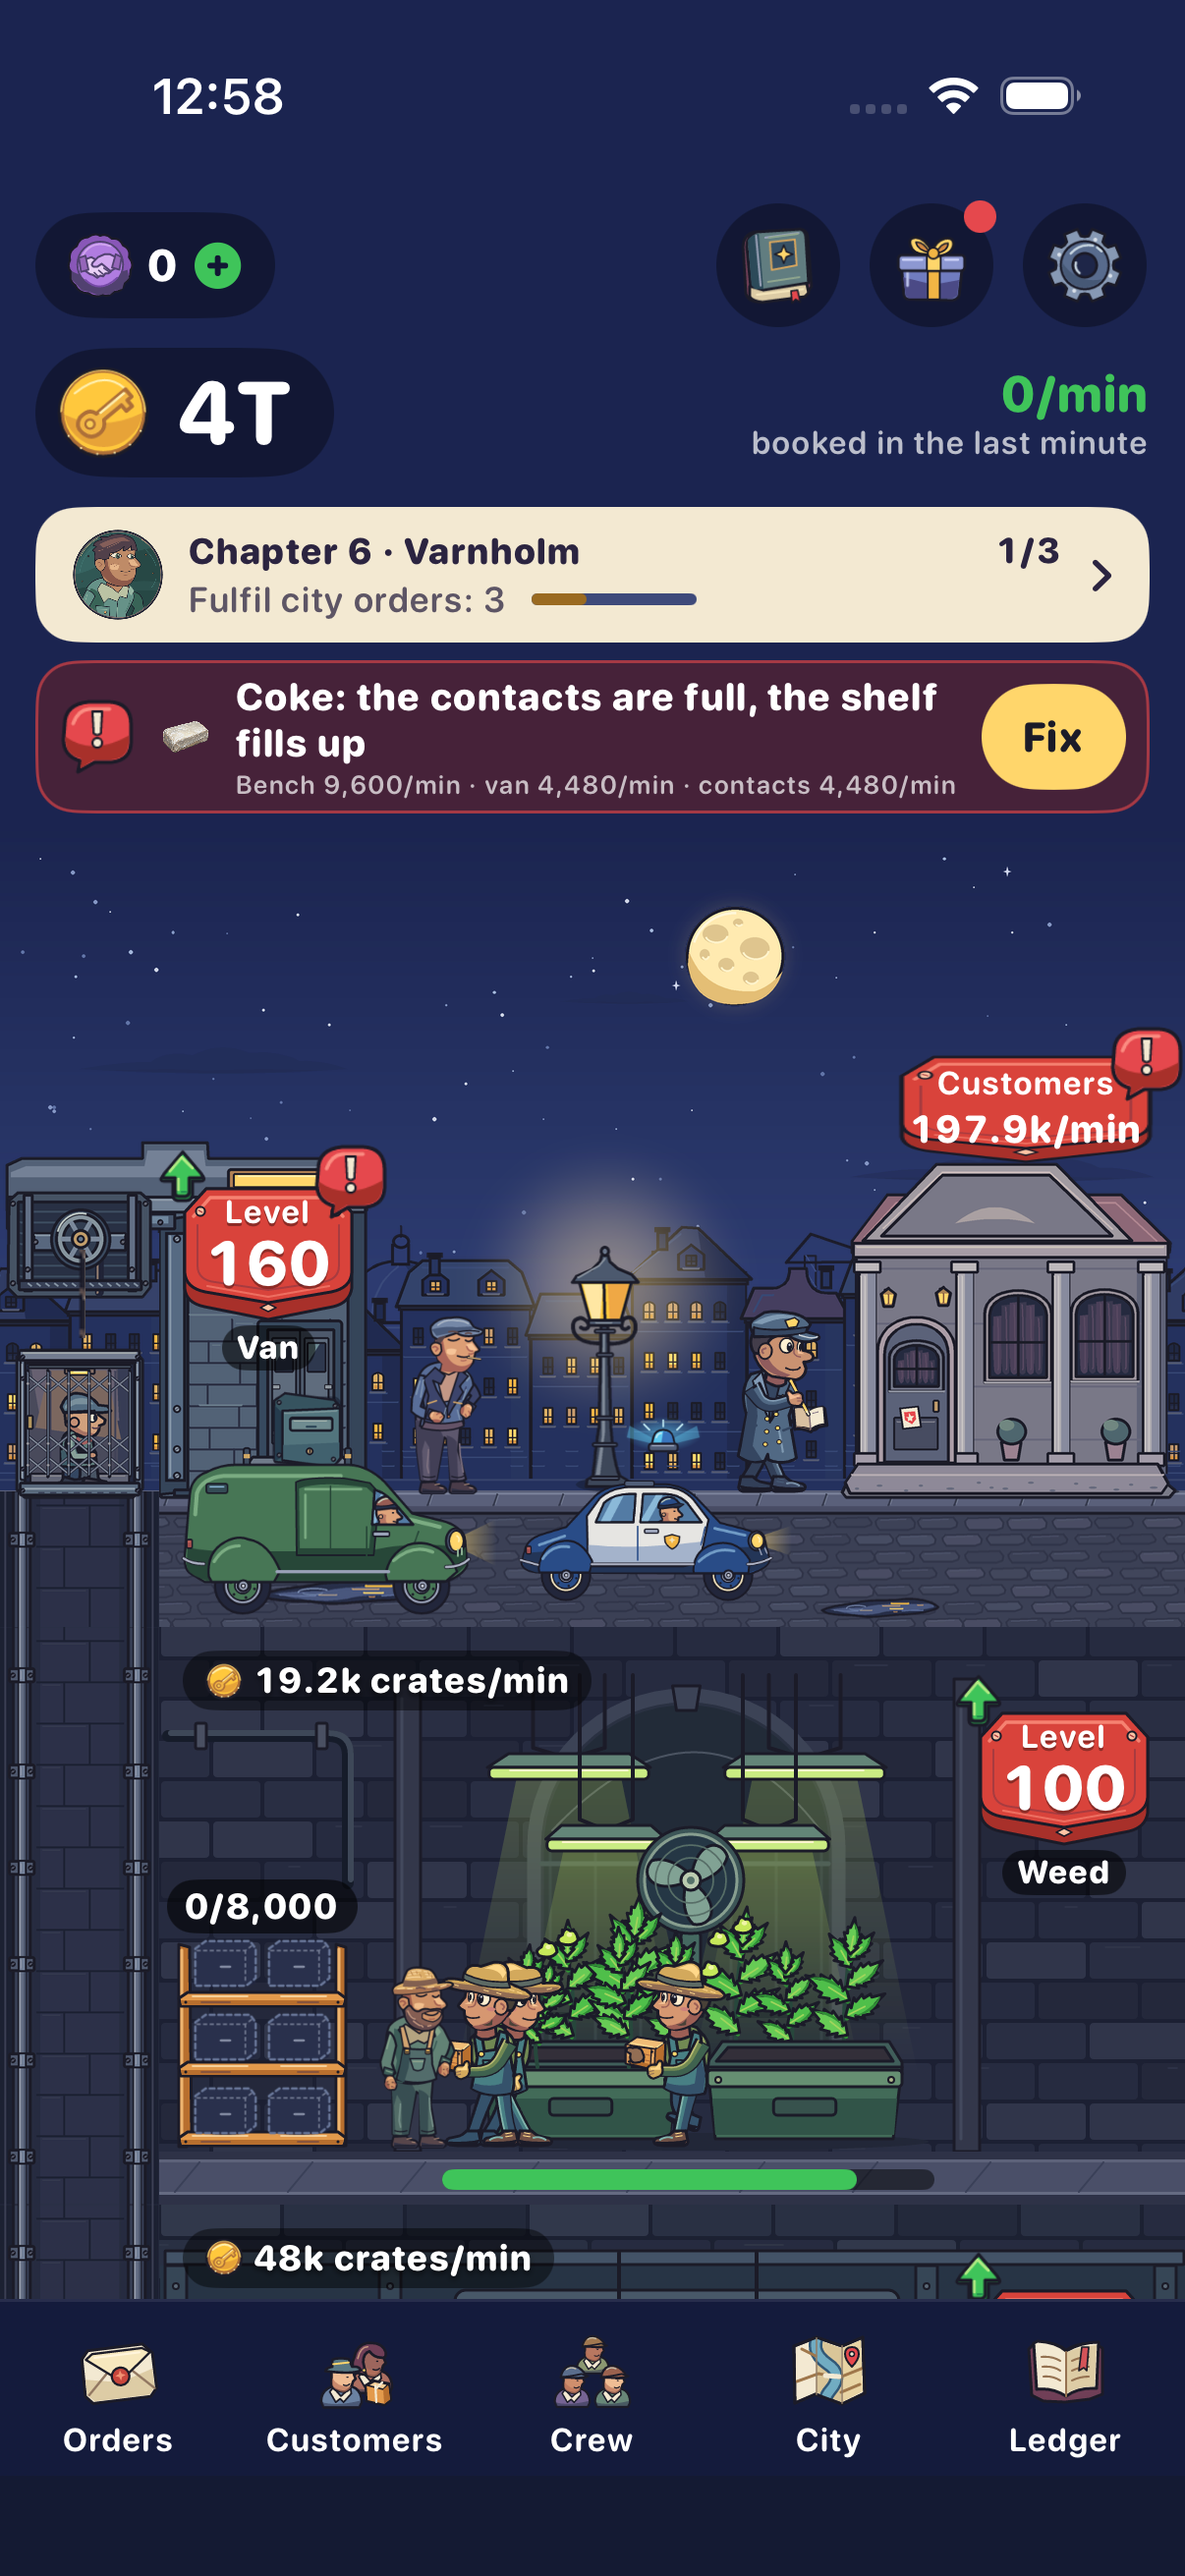 12:58
0
4T
0/min
booked in the last minute
Chapter 6 · Varnholm
1/3
Fulfil city orders: 3
Coke: the contacts are full, the shelf
fills up
Bench 9,600/min · van 4,480/min · contacts 4,480/min
Fix
Customers
197.9k/min
Level
160
Van
19.2k crates/min
Level
100
Weed
0/8,000
48k crates/min
Orders
Customers
Crew
City
Ledger